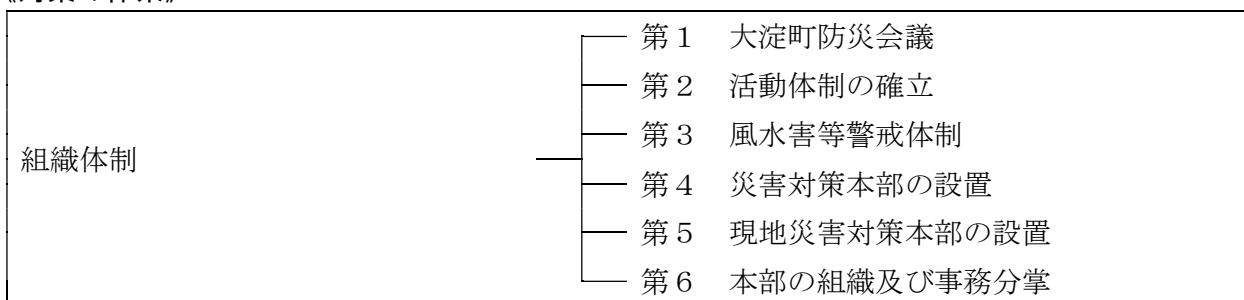 組織体制
第１　大淀町防災会議
第２　活動体制の確立
第３　風水害等警戒体制
第４　災害対策本部の設置
第５　現地災害対策本部の設置
第６　本部の組織及び事務分掌